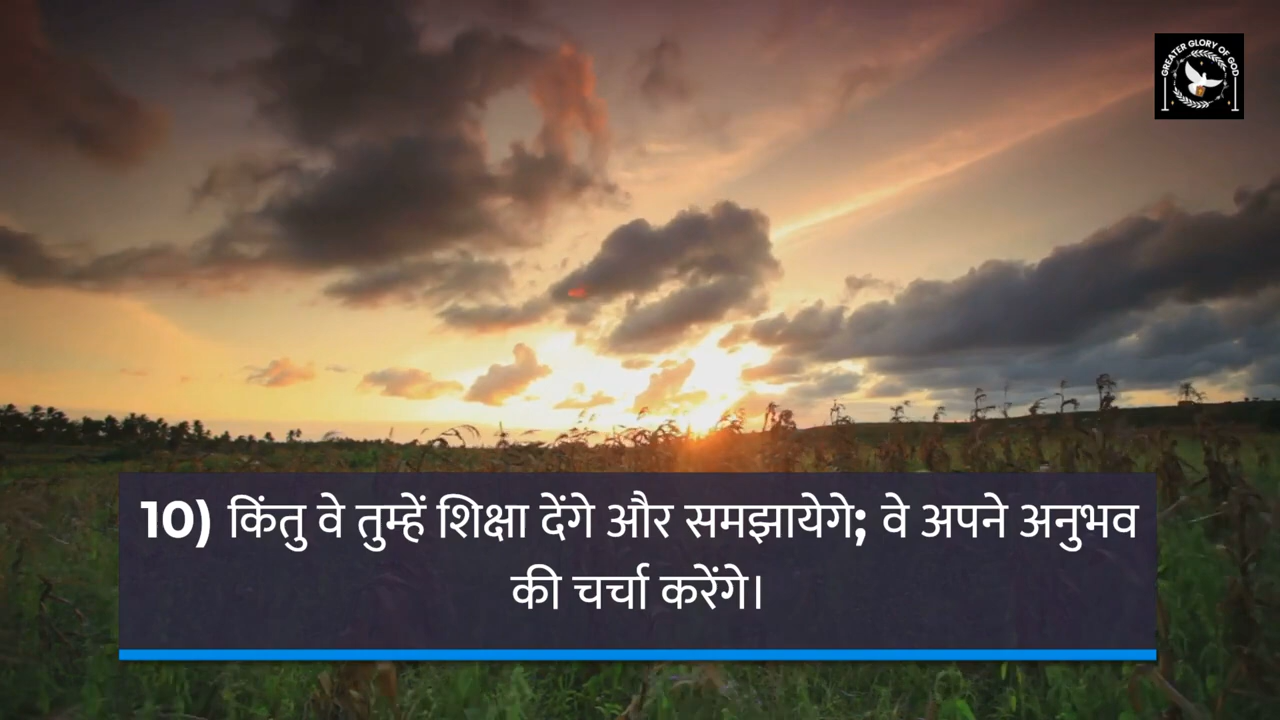 GREATER GLORY OF GOD
10) किंतु वे तुम्हें शिक्षा देंगे और समझायेगे; वे अपने अनुभव
की चर्चा करेंगे।